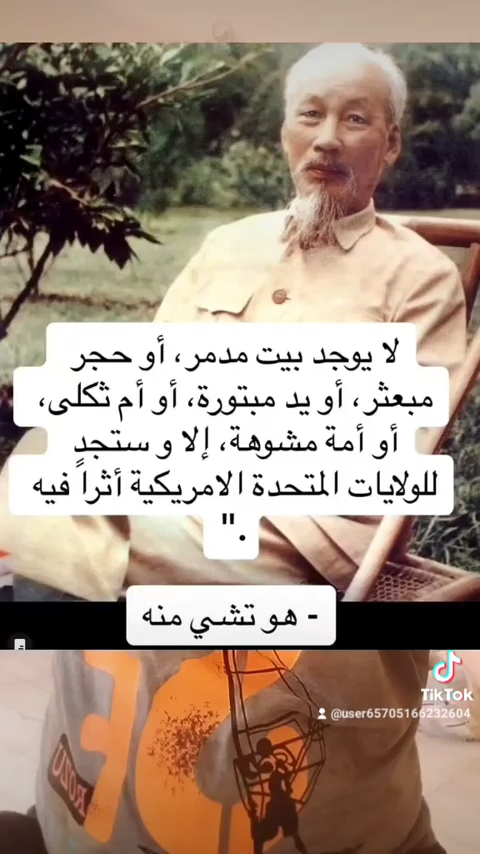 لا يوجد بيت مدمر، أو حجر
مبعثر، أو يد مبتورة، أو أم ثكلى،
أو أمة مشوهة، إلا و ستجد
للولايات المتحدة الامريكية أثراً فيه
."
- هو تشي منه
TikTok
@user65705166232604